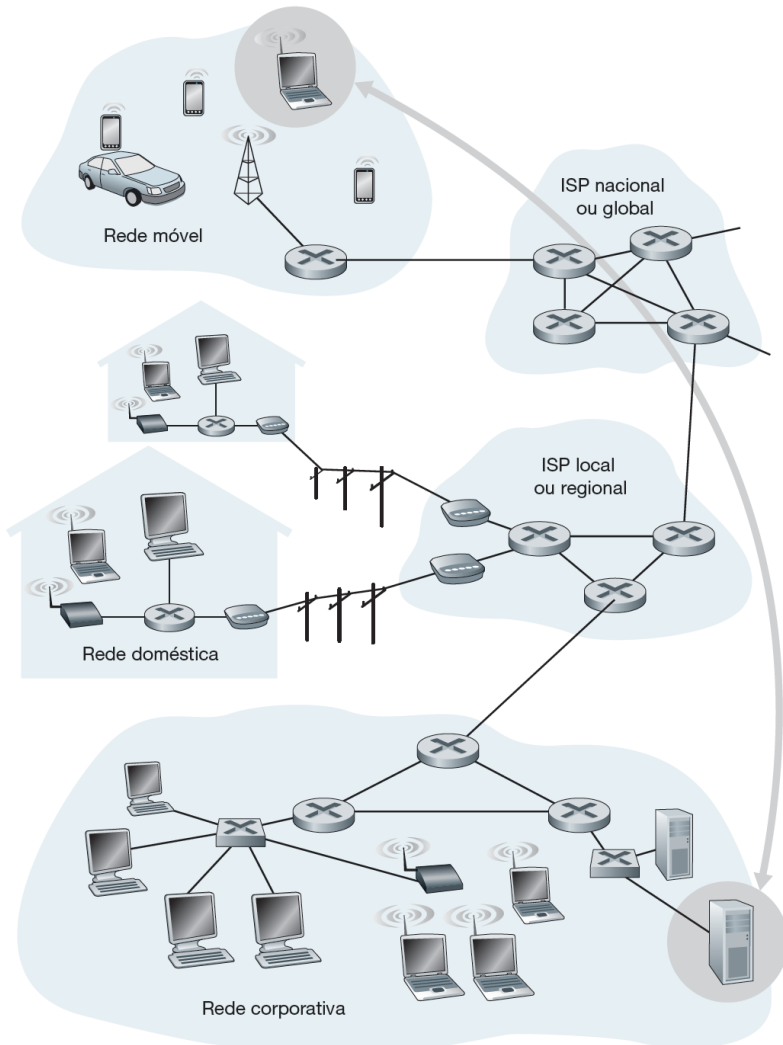 Rede móvel
ISP nacional
ou global
ISP local
ou regional
Rede doméstica
Rede corporativa